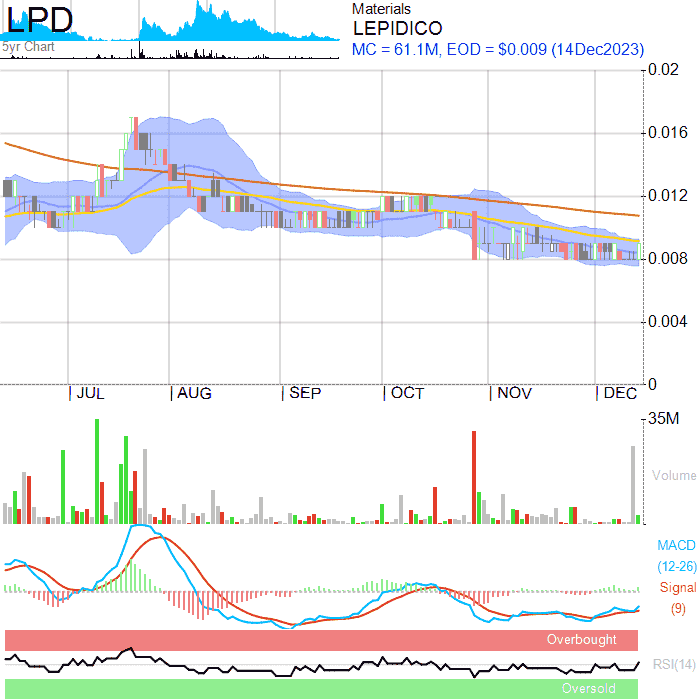 LPD
5yr Chart
Materials
LEPIDICO
MC = 61.1M, EOD = $0.009 (14Dec2023)
0.02
0.016
0.012
0.008
0.004
0
| JUL | AUG | SEP | OCT | NOV | DEC
35M
Volume
MACD
(12-26)
Signal
(9)
Overbought
RSI(14)
Oversold